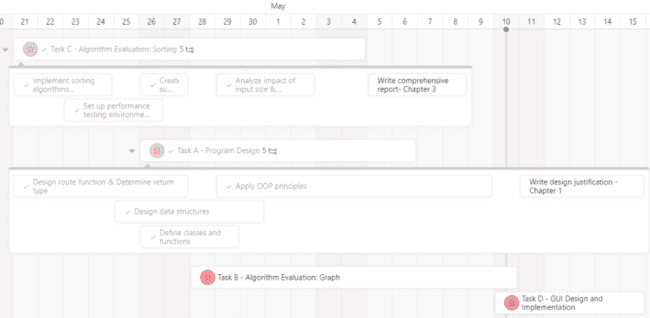 May
21 22 23 24 25 26 27 28 29 30 1 2 3 4 5 6 7 8 9 10 11 12 13 14 15
Task C - Algorithm Evaluation: Sorting 5
Implement sorting
algorithms...
Create
su...
Analyze impact of
input size &...
Write comprehensive
report- Chapter 3
Set up performance
testing environme...
Task A - Program Design 5
Design route function & Determine return
type
Apply OOP principles
Write design justification -
Chapter 1
Design data structures
Define classes and
functions
Task B - Algorithm Evaluation: Graph
Task D - GUI Design and
Implementation